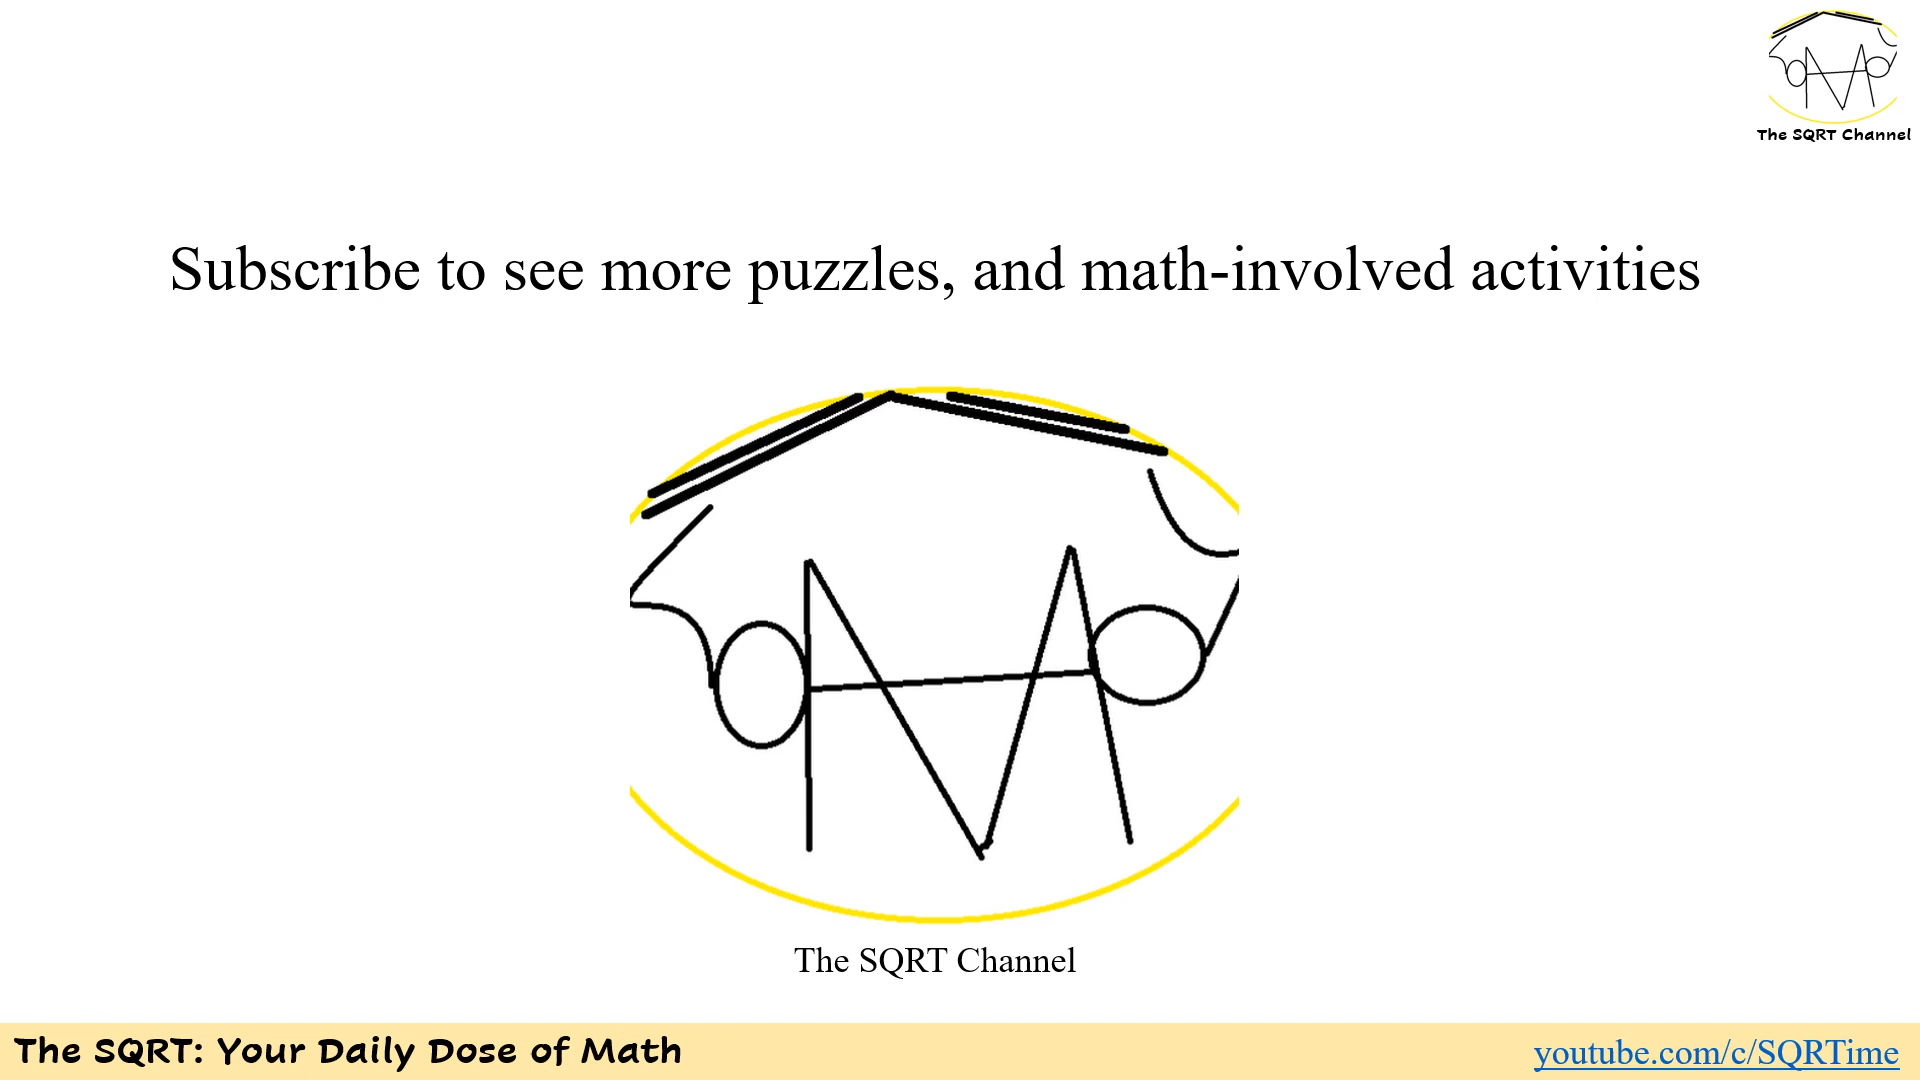 The SQRT Channel
Subscribe to see more puzzles, and math-involved activities
The SQRT Channel
The SQRT: Your Daily Dose of Math
youtube.com/c/SQRTime